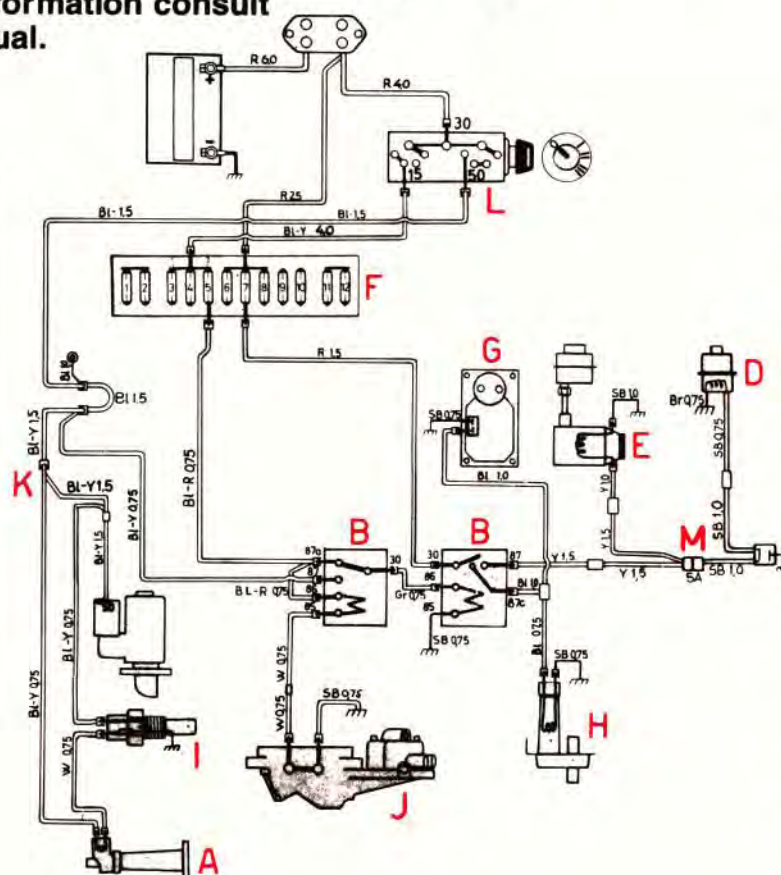 formation consult
ual.
R 6,0
R 4,0
30
15
50
L
R 2,5
Bl-1,5
Bl-1,5
Bl-Y 4,0
1 2 3 4 5 6 7 8 9 10 11 12
F
R 1,5
G
D
Bl 1,5
SB 0,75
SB 1,0
Br 0,75
E
Bl-Y 1,5
K
Bl-Y 1,5
Bl-R 0,75
Bl 1,0
Y 1,0
SB 0,75
Bl-Y 1,5
Bl-Y 0,75
B
B
Y 1,5
SB 1,0
M
87a
30
30
87
Y 1,5
Y 1,5
5A
SB 1,0
BL-R 0,75
86
Gr 0,75
85
SB 0,75
Bl-Y 0,75
W 0,75
W 0,75
SB 0,75
Bl 0,75
SB 0,75
Bl-Y 0,75
H
I
W 0,75
J
A